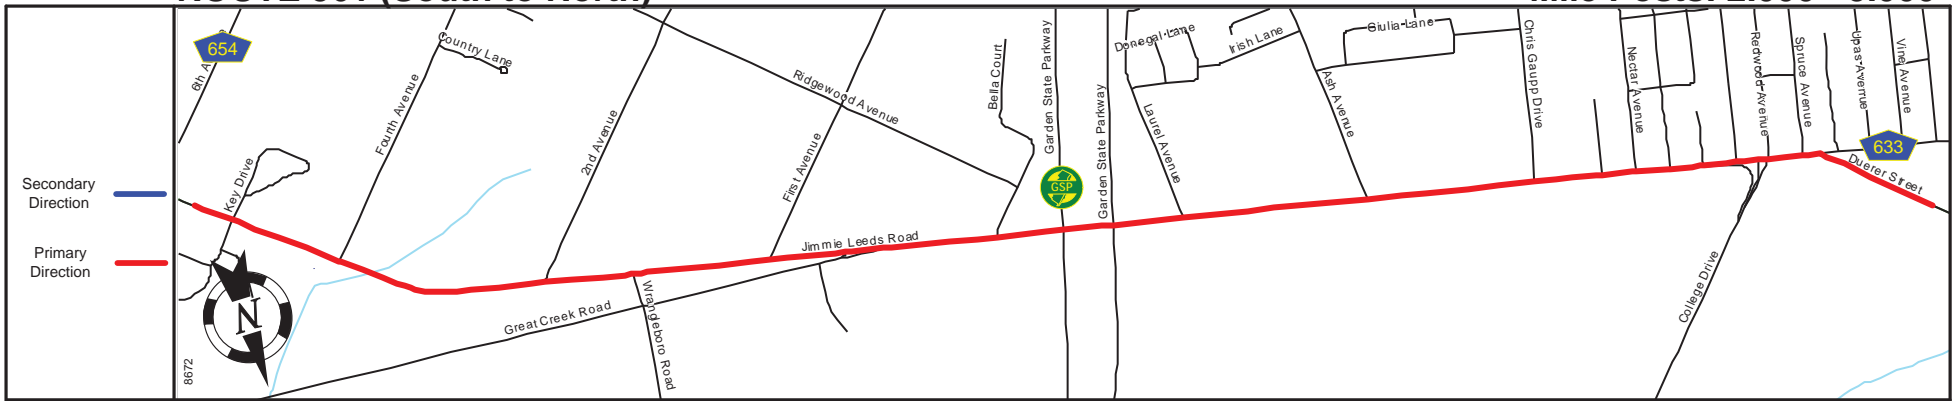 654
6th A
Country Lane
Fourth Avenue
Key Drive
2nd Avenue
Ridgewood Avenue
First Avenue
Bella Court
Garden State Parkway
GSP
Garden State Parkway
Donegal Lane
Irish Lane
Laurel Avenue
Giulia Lane
Ash Avenue
Chris Gaupp Drive
Nectar Avenue
Redwood Avenue
Spruce Avenue
Upas Avenue
Vine Avenue
633
Duerer Street
Secondary
Direction
Primary
Direction
Jimmie Leeds Road
Great Creek Road
Wrangleboro Road
College Drive
N
8672